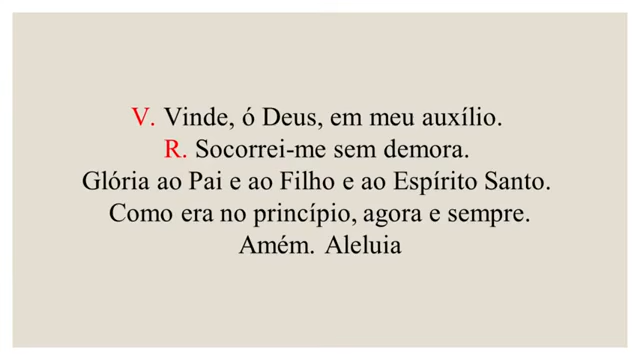 V. Vinde, ó Deus, em meu auxílio.
R. Socorrei-me sem demora.
Glória ao Pai e ao Filho e ao Espírito Santo.
Como era no princípio, agora e sempre.
Amém. Aleluia